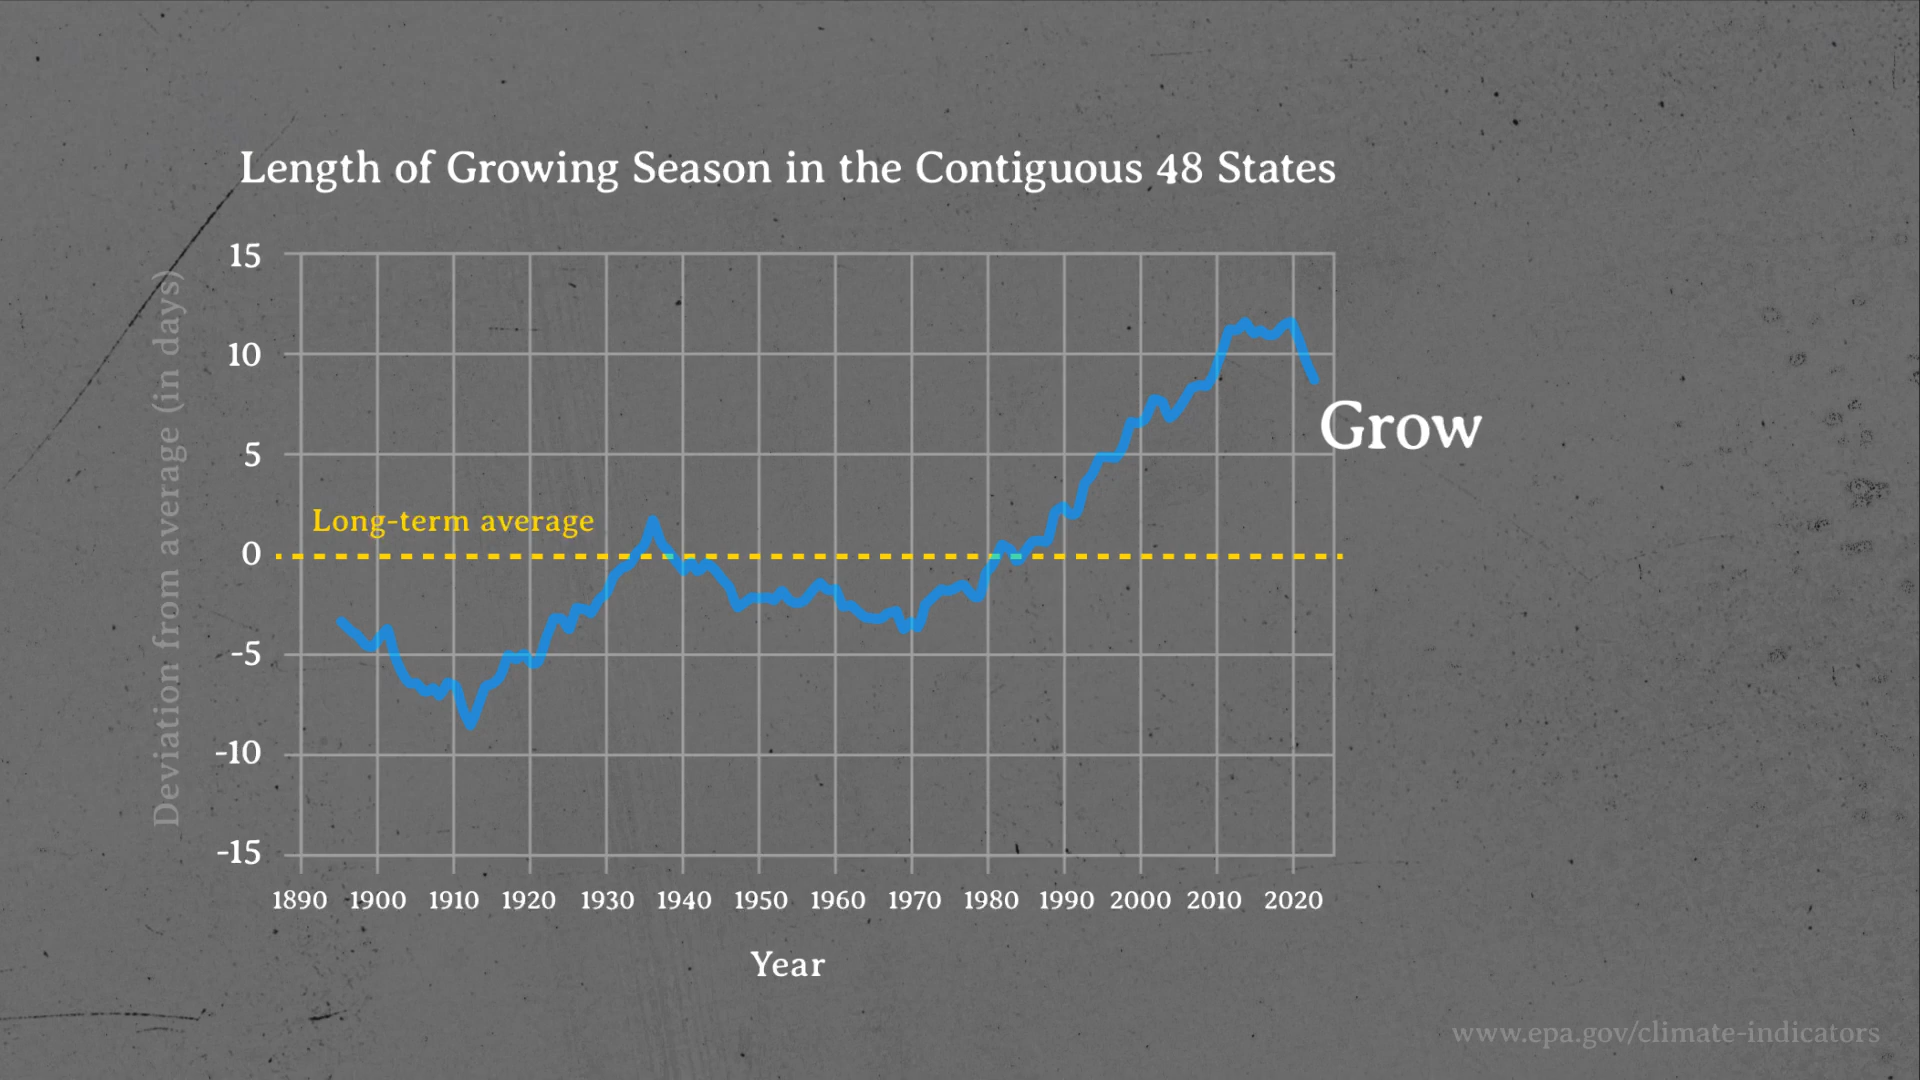 Length of Growing Season in the Contiguous 48 States
Deviation from average (in days)
15
10
5
0
-5
-10
-15
Long-term average
Grow
1890 1900 1910 1920 1930 1940 1950 1960 1970 1980 1990 2000 2010 2020
Year
www.epa.gov/climate-indicators